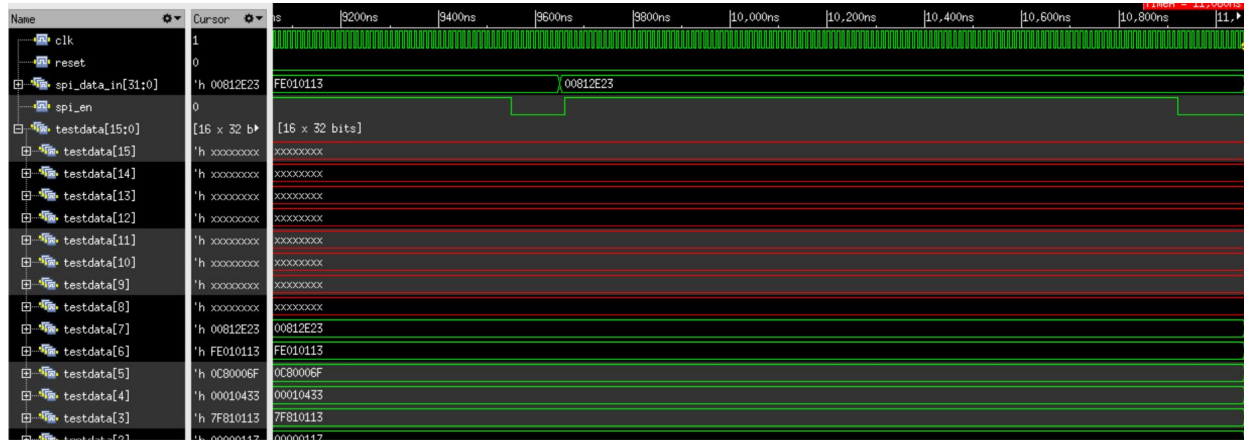 Name Cursor ns 9200ns 9400ns 9600ns 9800ns 10,000ns 10,200ns 10,400ns 10,600ns 10,800ns 11,
clk 1
reset 0
spi_data_in[31:0] 'h 00812E23 FE010113 00812E23
spi_en 0
testdata[15:0] [16 x 32 b [16 x 32 bits]
testdata[15] 'h xxxxxxxx xxxxxxxx
testdata[14] 'h xxxxxxxx xxxxxxxx
testdata[13] 'h xxxxxxxx xxxxxxxx
testdata[12] 'h xxxxxxxx xxxxxxxx
testdata[11] 'h xxxxxxxx xxxxxxxx
testdata[10] 'h xxxxxxxx xxxxxxxx
testdata[9] 'h xxxxxxxx xxxxxxxx
testdata[8] 'h xxxxxxxx xxxxxxxx
testdata[7] 'h 00812E23 00812E23
testdata[6] 'h FE010113 FE010113
testdata[5] 'h 0C80006F 0C80006F
testdata[4] 'h 00010433 00010433
testdata[3] 'h 7F810113 7F810113